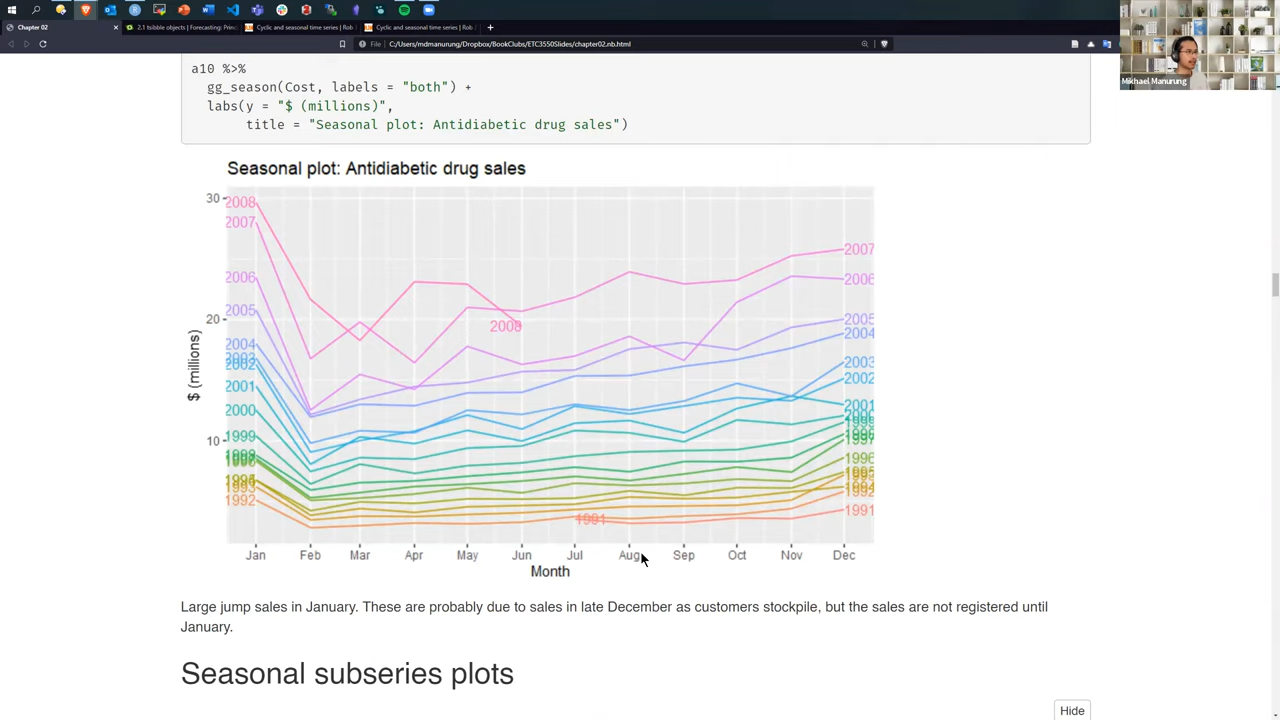 Chapter 02
2.1 tsibble objects | Forecasting: Princ
Cyclic and seasonal time series | Rob
Cyclic and seasonal time series | Rob
File
C:/Users/mdmanurung/Dropbox/BookClubs/ETC3550Slides/chapter02.nb.html
Mikhael Manurung
a10 %>%
gg_season(Cost, labels = "both") +
labs(y = "$ (millions)",
title = "Seasonal plot: Antidiabetic drug sales")
Seasonal plot: Antidiabetic drug sales
30
20
10
$ (millions)
2008
2007
2006
2005
2004
2002
2001
2000
1999
1992
2008
1991
2007
2006
2005
2004
2003
2002
2001
1996
1991
Jan Feb Mar Apr May Jun Jul Aug Sep Oct Nov Dec
Month
Large jump sales in January. These are probably due to sales in late December as customers stockpile, but the sales are not registered until
January.
Seasonal subseries plots
Hide